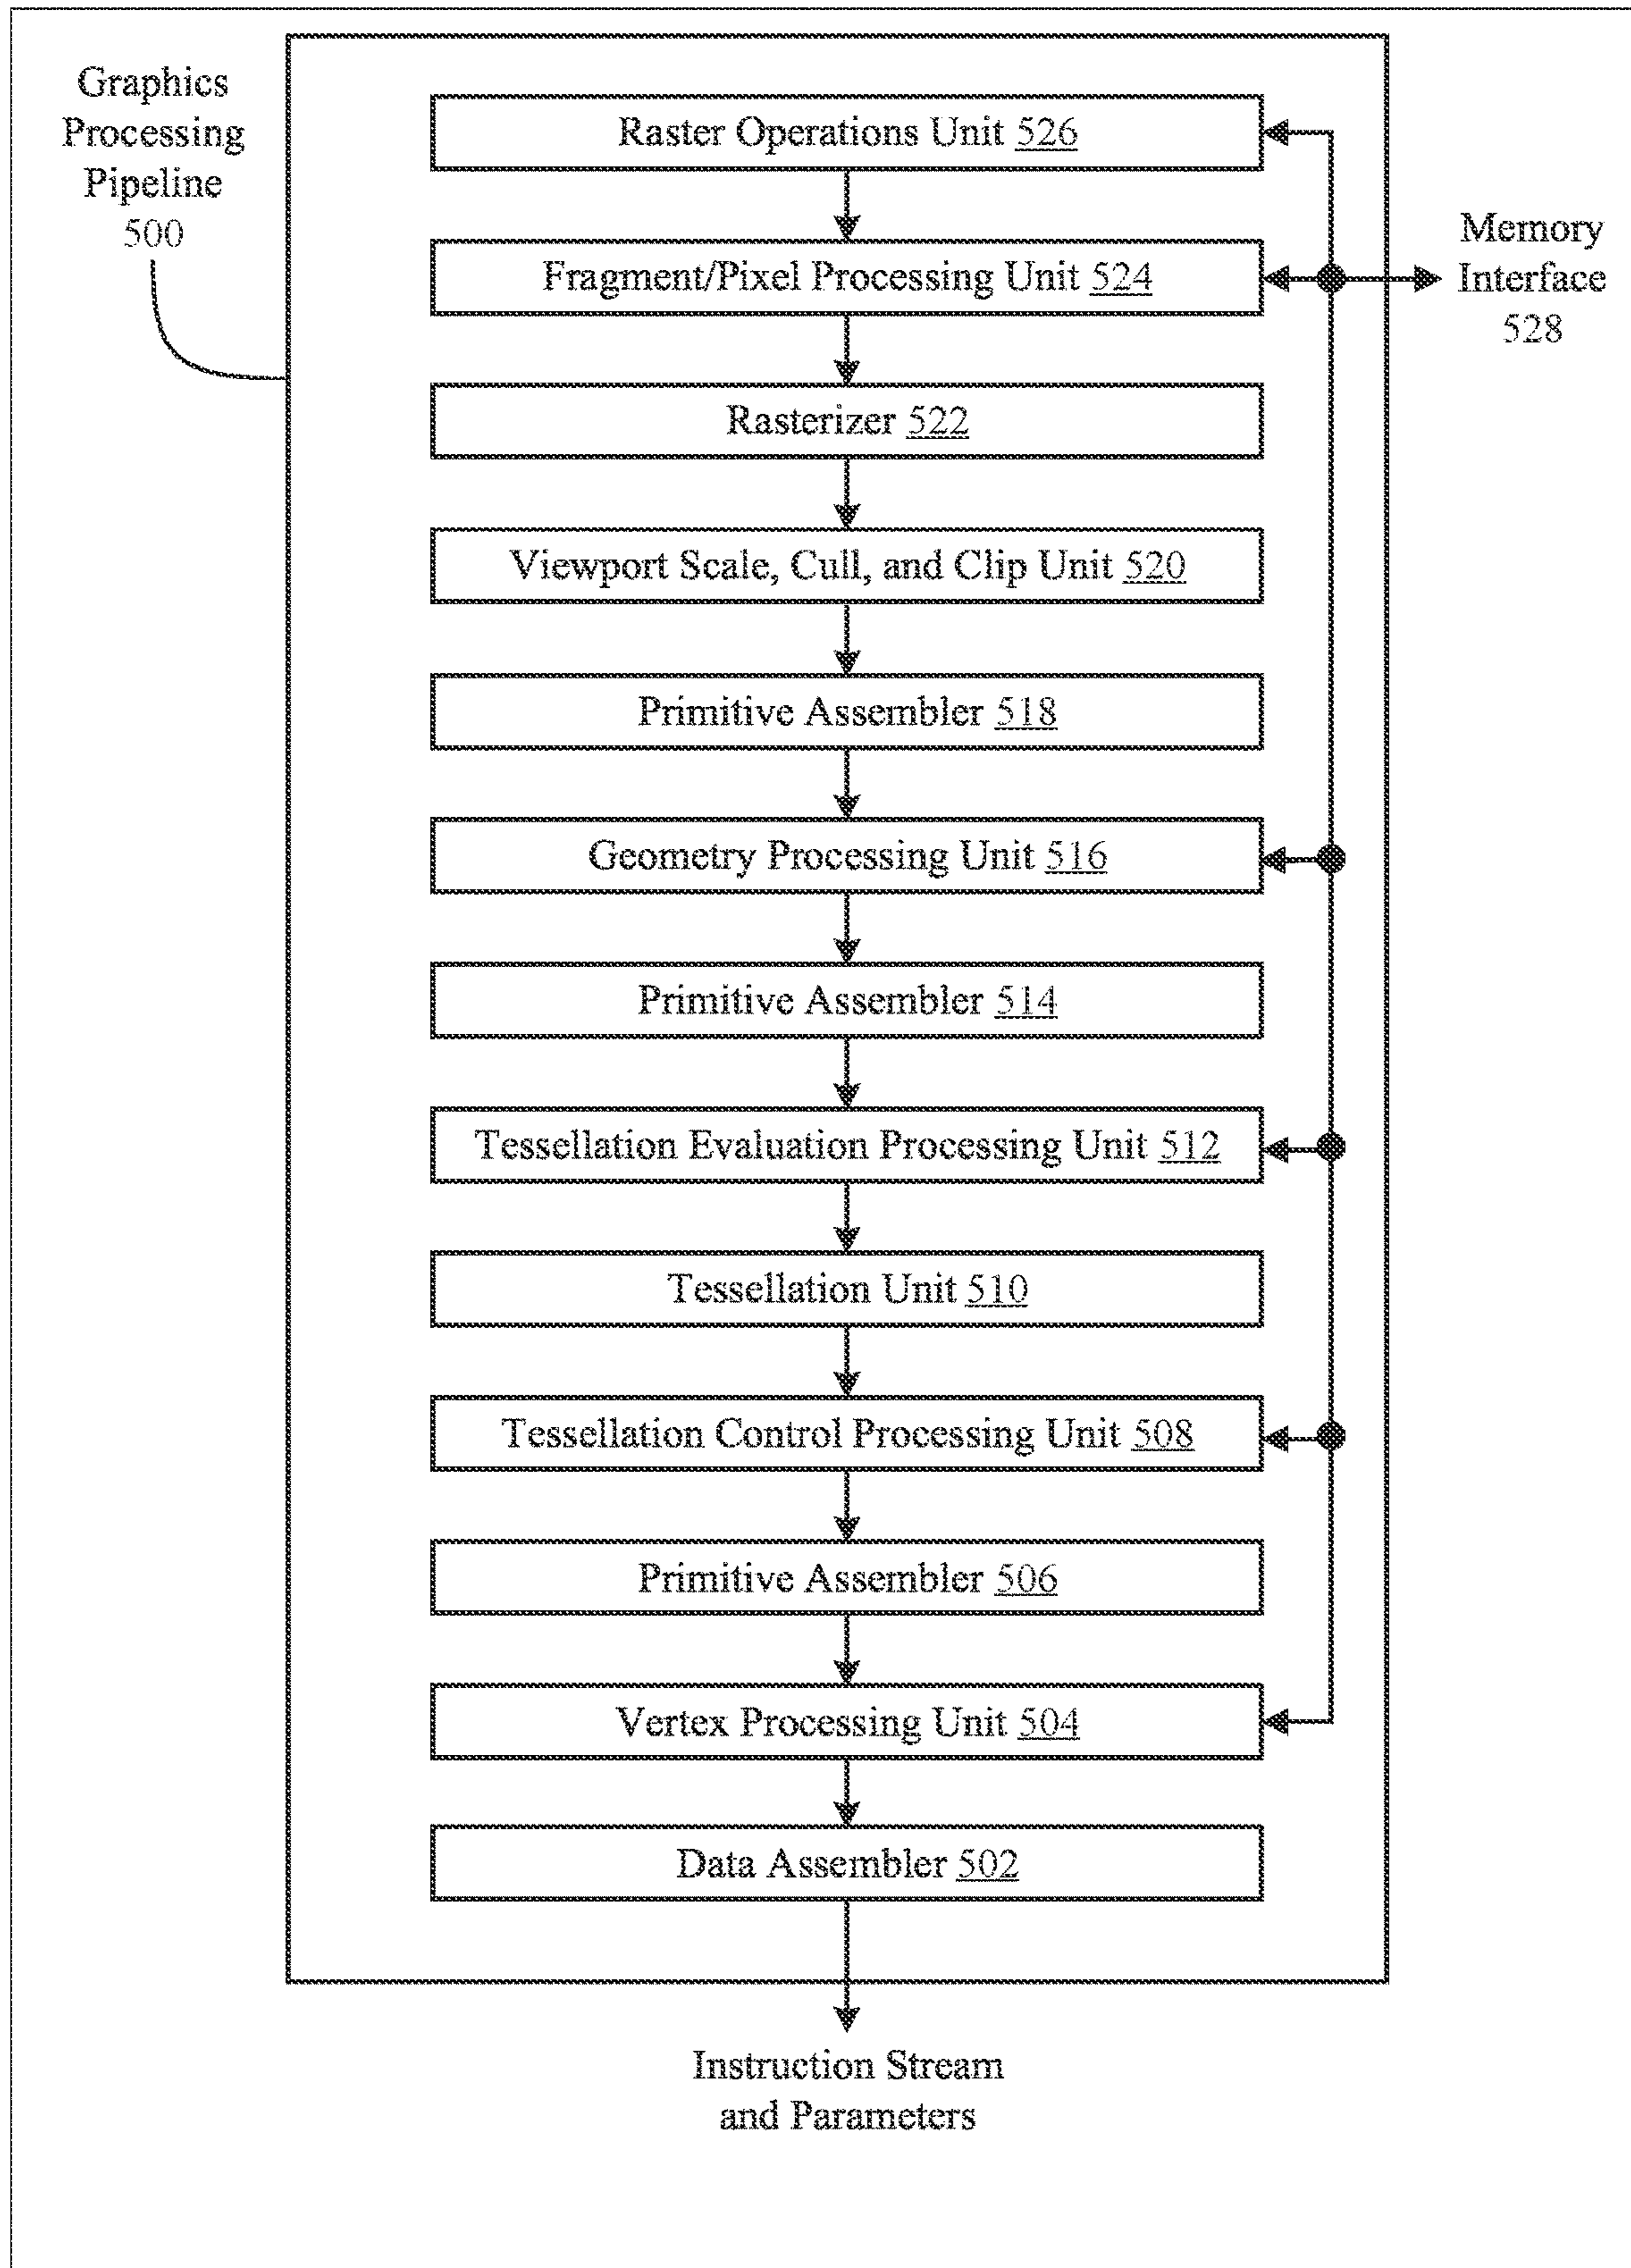 Graphics
Processing
Pipeline
500
Raster Operations Unit 526
Fragment/Pixel Processing Unit 524
Memory
Interface
528
Rasterizer 522
Viewport Scale, Cull, and Clip Unit 520
Primitive Assembler 518
Geometry Processing Unit 516
Primitive Assembler 514
Tessellation Evaluation Processing Unit 512
Tessellation Unit 510
Tessellation Control Processing Unit 508
Primitive Assembler 506
Vertex Processing Unit 504
Data Assembler 502
Instruction Stream
and Parameters